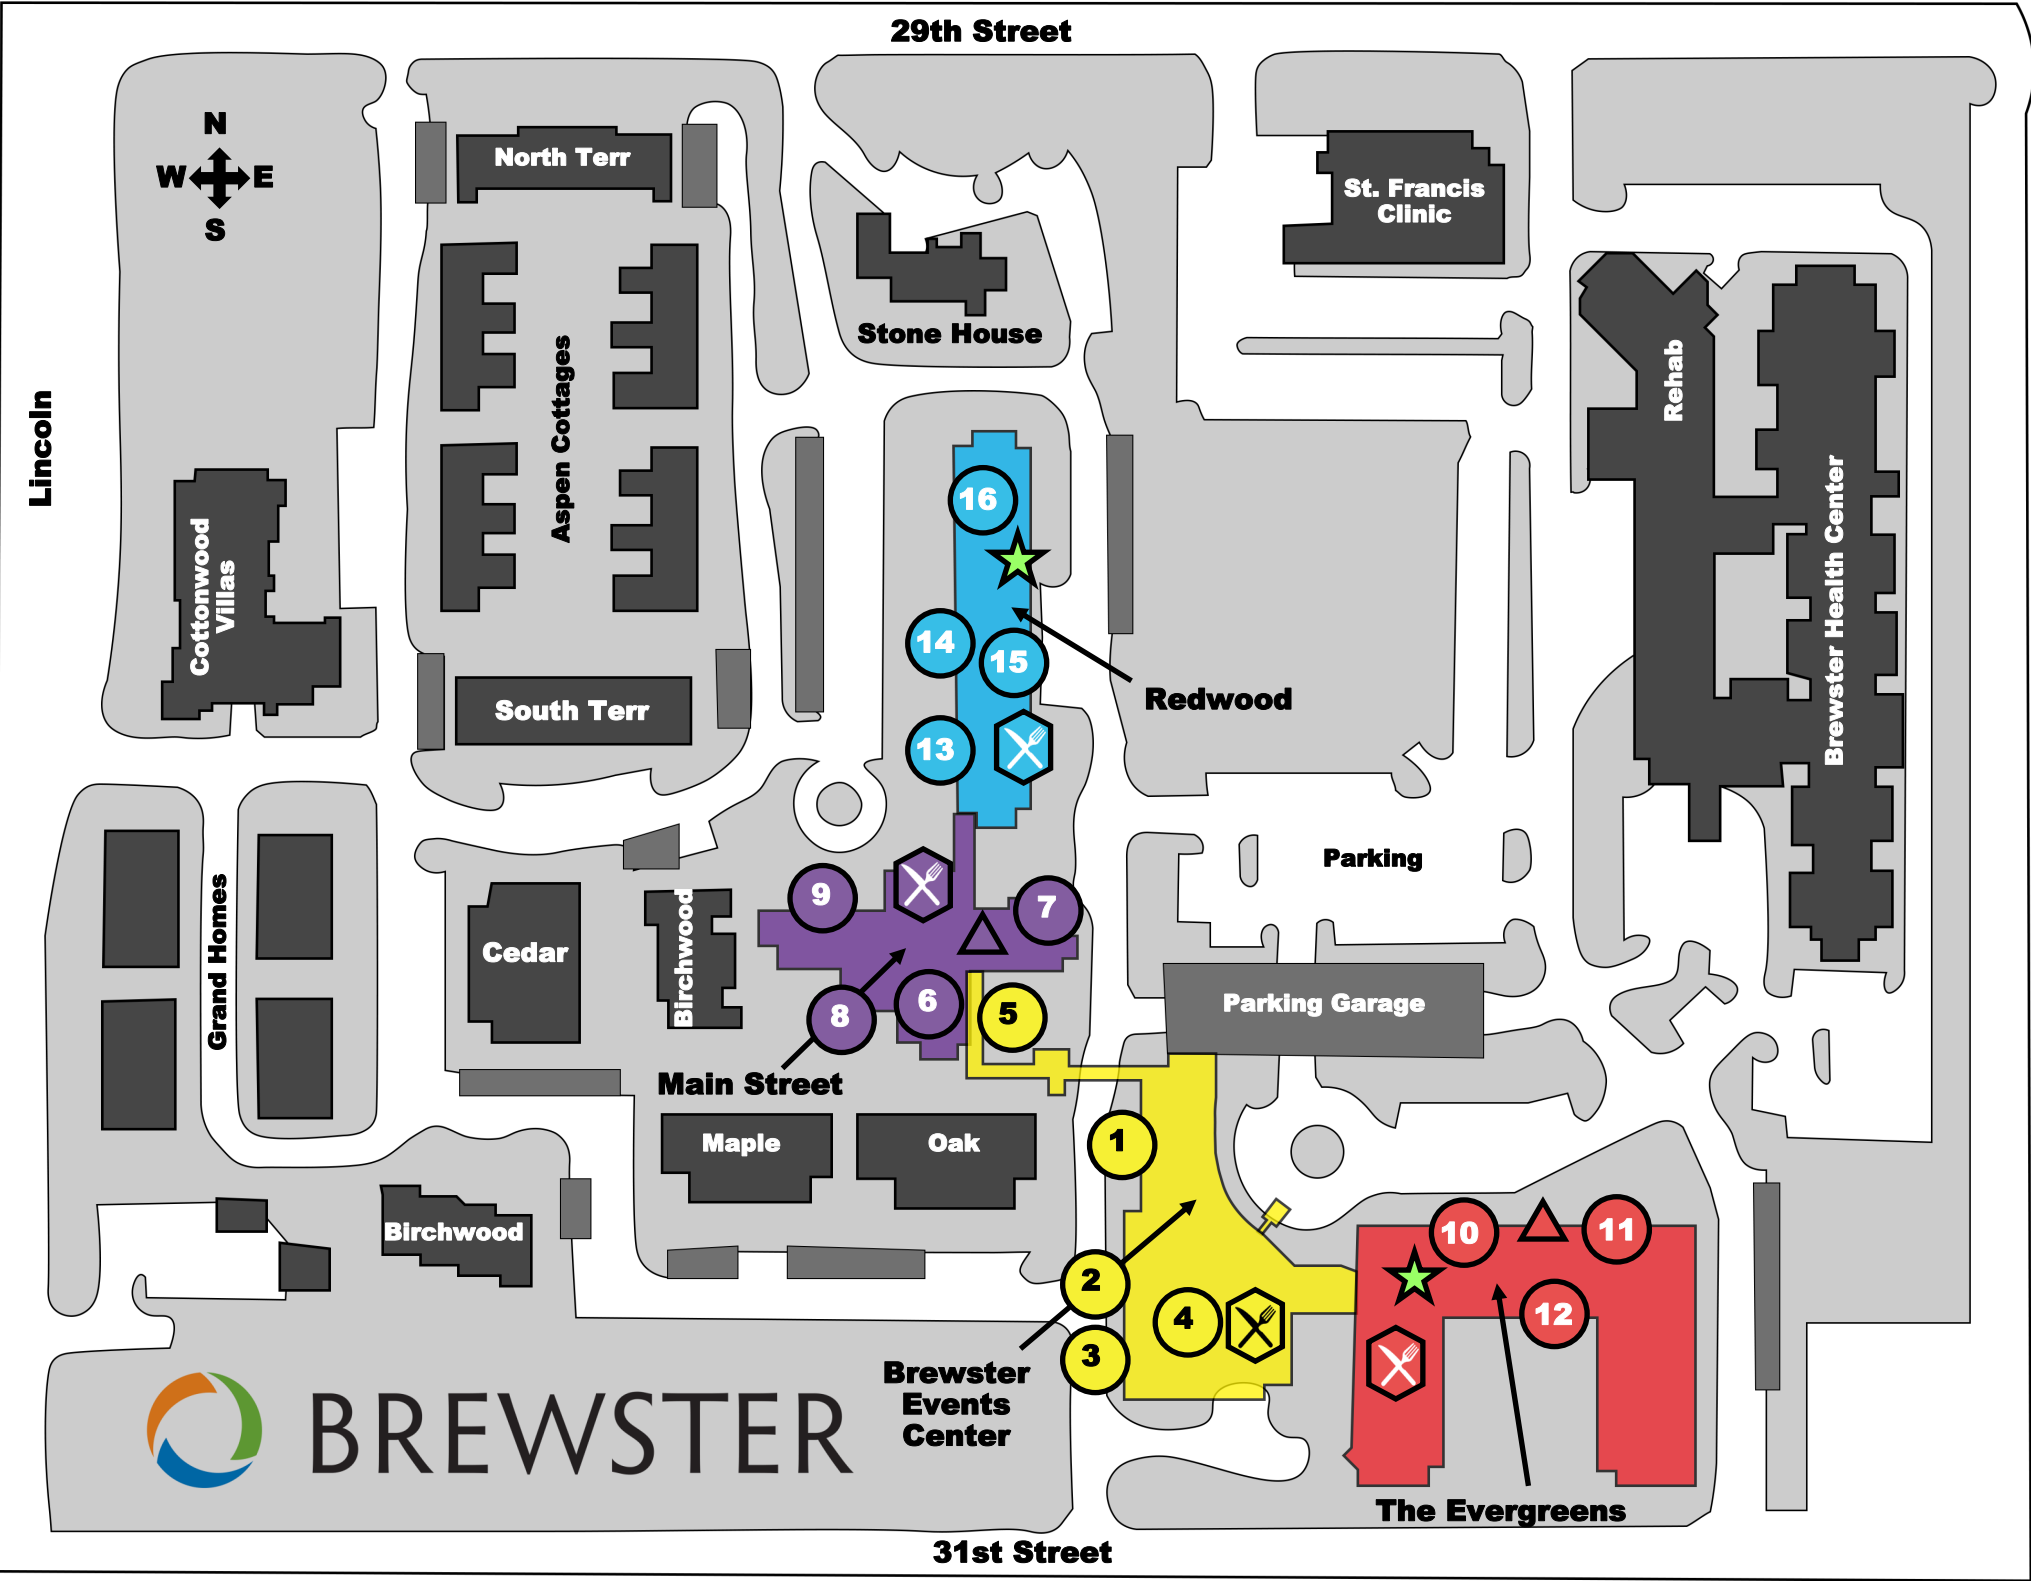 29th Street
N
W
E
S
North Terr
St. Francis
Clinic
Stone House
Lincoln
Aspen Cottages
Rehab
Cottonwood
Villas
Brewster Health Center
16
14
15
Redwood
South Terr
13
Grand Homes
Parking
9
7
Cedar
Birchwood
8
6
5
Parking Garage
Main Street
Maple
Oak
1
Birchwood
10
11
2
4
12
3
Brewster
Events
Center
BREWSTER
The Evergreens
31st Street